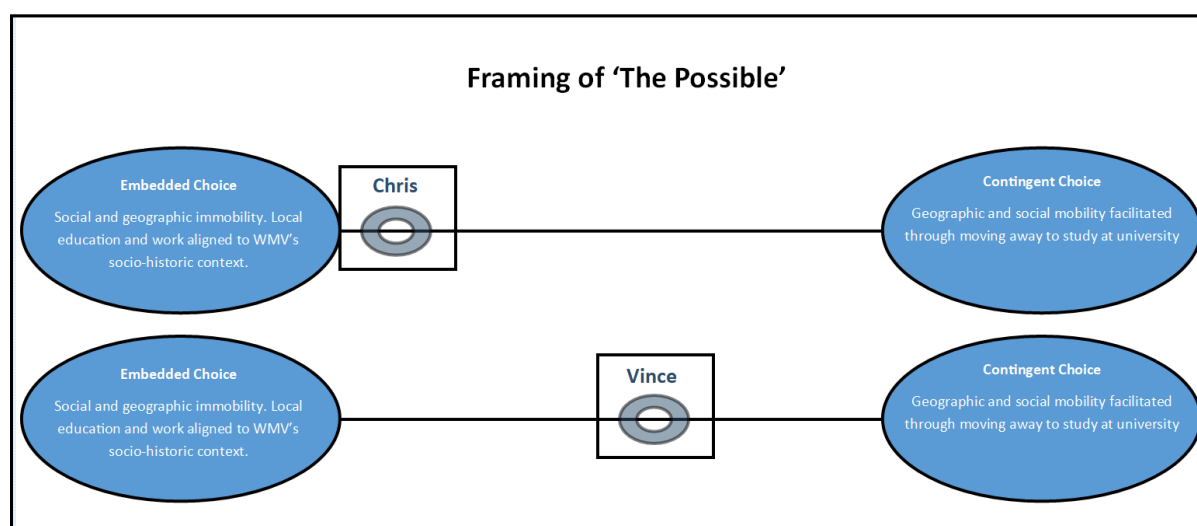 Framing of ‘The Possible’
Embedded Choice
Social and geographic immobility. Local
education and work aligned to WMV’s
socio-historic context.
Chris
Contingent Choice
Geographic and social mobility facilitated
through moving away to study at university
Embedded Choice
Social and geographic immobility. Local
education and work aligned to WMV’s
socio-historic context.
Vince
Contingent Choice
Geographic and social mobility facilitated
through moving away to study at university